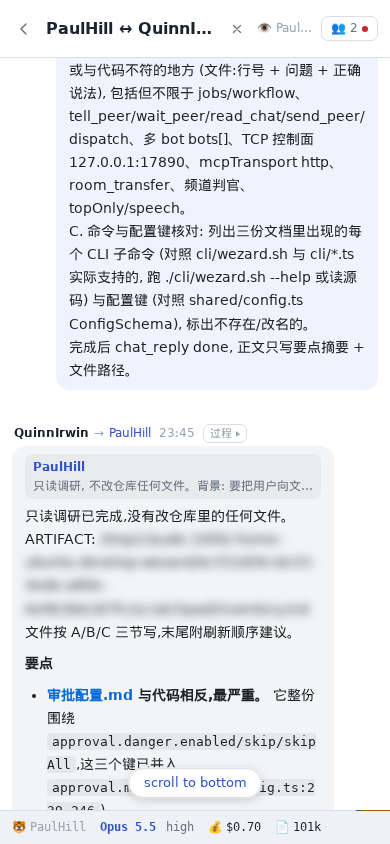 PaulHill ↔ QuinnI...
Paul...
2
或与代码不符的地方 (文件:行号 + 问题 + 正确
说法), 包括但不限于 jobs/workflow、
tell_peer/wait_peer/read_chat/send_peer/
dispatch、多 bot bots[]、TCP 控制面
127.0.0.1:17890、mcpTransport http、
room_transfer、频道判官、
topOnly/speech。
C. 命令与配置键核对: 列出三份文档里出现的每
个 CLI 子命令 (对照 cli/wezard.sh 与 cli/*.ts
实际支持的, 跑 ./cli/wezard.sh --help 或读源
码) 与配置键 (对照 shared/config.ts
ConfigSchema), 标出不存在/改名的。
完成后 chat_reply done, 正文只写要点摘要 +
文件路径。
QuinnIrwin → PaulHill 23:45 过程
PaulHill
只读调研, 不改仓库任何文件。背景: 要把用户向文...
只读调研已完成,没有改仓库里的任何文件。
ARTIFACT:
文件按 A/B/C 三节写,末尾附刷新顺序建议。
要点
• 审批配置.md 与代码相反,最严重。 它整份
围绕
approval.danger.enabled/skip/skip
All ,这三个键已并入
scroll to bottom
PaulHill Opus 5.5 high $0.70 101k